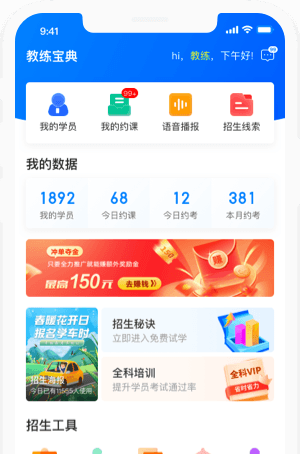 9:41
教练宝典
hi, 教练, 下午好!
99+
我的学员
我的约课
语音播报
招生线索
我的数据
1892
68
12
381
我的学员
今日约课
今日约考
本月约考
冲单夺金
只要全力推广就能赚额外奖励金
最高150元
去赚钱》
赚
春暖花开日
报名学车时
招生海报
今日已有11565人使用
招生秘诀
立即进入免费试学
全科培训
提升学员考试通过率
全科VIP
省时省力
招生工具